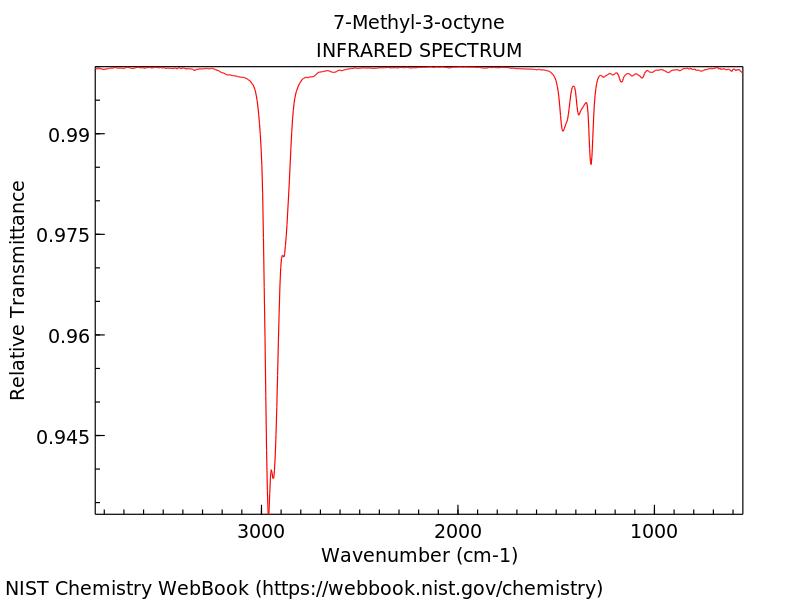 7-Methyl-3-octyne
INFRARED SPECTRUM
Relative Transmittance
0.99
0.975
0.96
0.945
3000 2000 1000
Wavenumber (cm-1)
NIST Chemistry WebBook (https://webbook.nist.gov/chemistry)